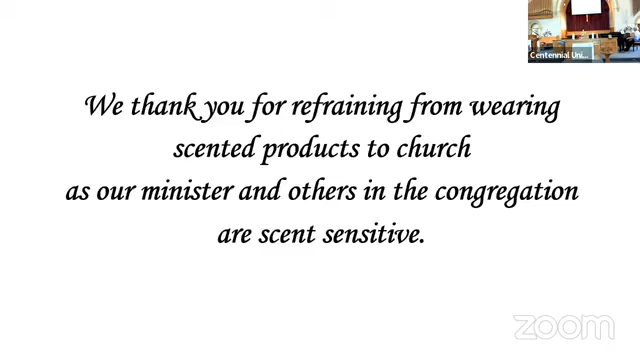 Centennial Uni...
We thank you for refraining from wearing
scented products to church
as our minister and others in the congregation
are scent sensitive.
zoom